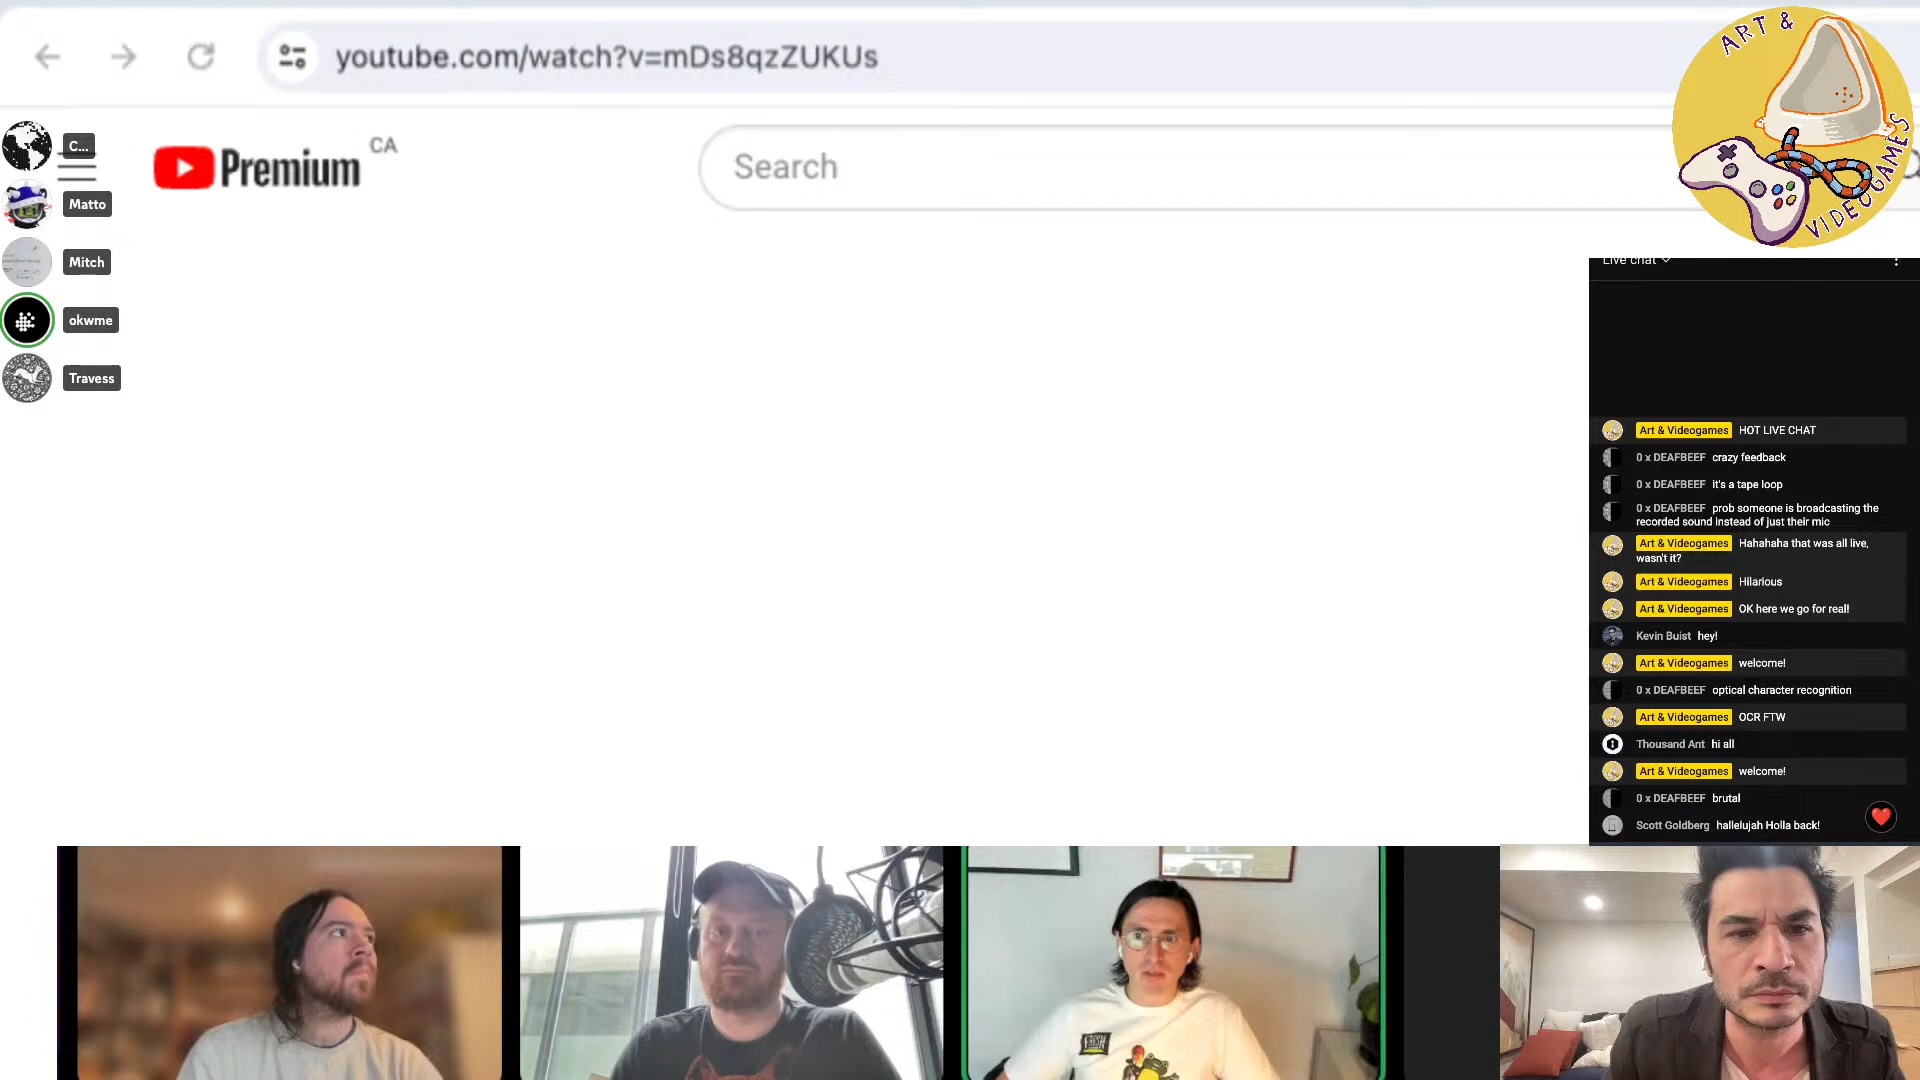 youtube.com/watch?v=mDs8qzZUKUs
ART &
VIDEOGAMES
C...
Premium
CA
Search
Matto
Mitch
okwme
Travess
Live chat
Art & Videogames HOT LIVE CHAT
0 x DEAFBEEF crazy feedback
0 x DEAFBEEF it's a tape loop
0 x DEAFBEEF prob someone is broadcasting the
recorded sound instead of just their mic
Art & Videogames Hahahaha that was all live,
wasn't it?
Art & Videogames Hilarious
Art & Videogames OK here we go for real!
Kevin Buist hey!
Art & Videogames welcome!
0 x DEAFBEEF optical character recognition
Art & Videogames OCR FTW
Thousand Ant hi all
Art & Videogames welcome!
0 x DEAFBEEF brutal
Scott Goldberg hallelujah Holla back!